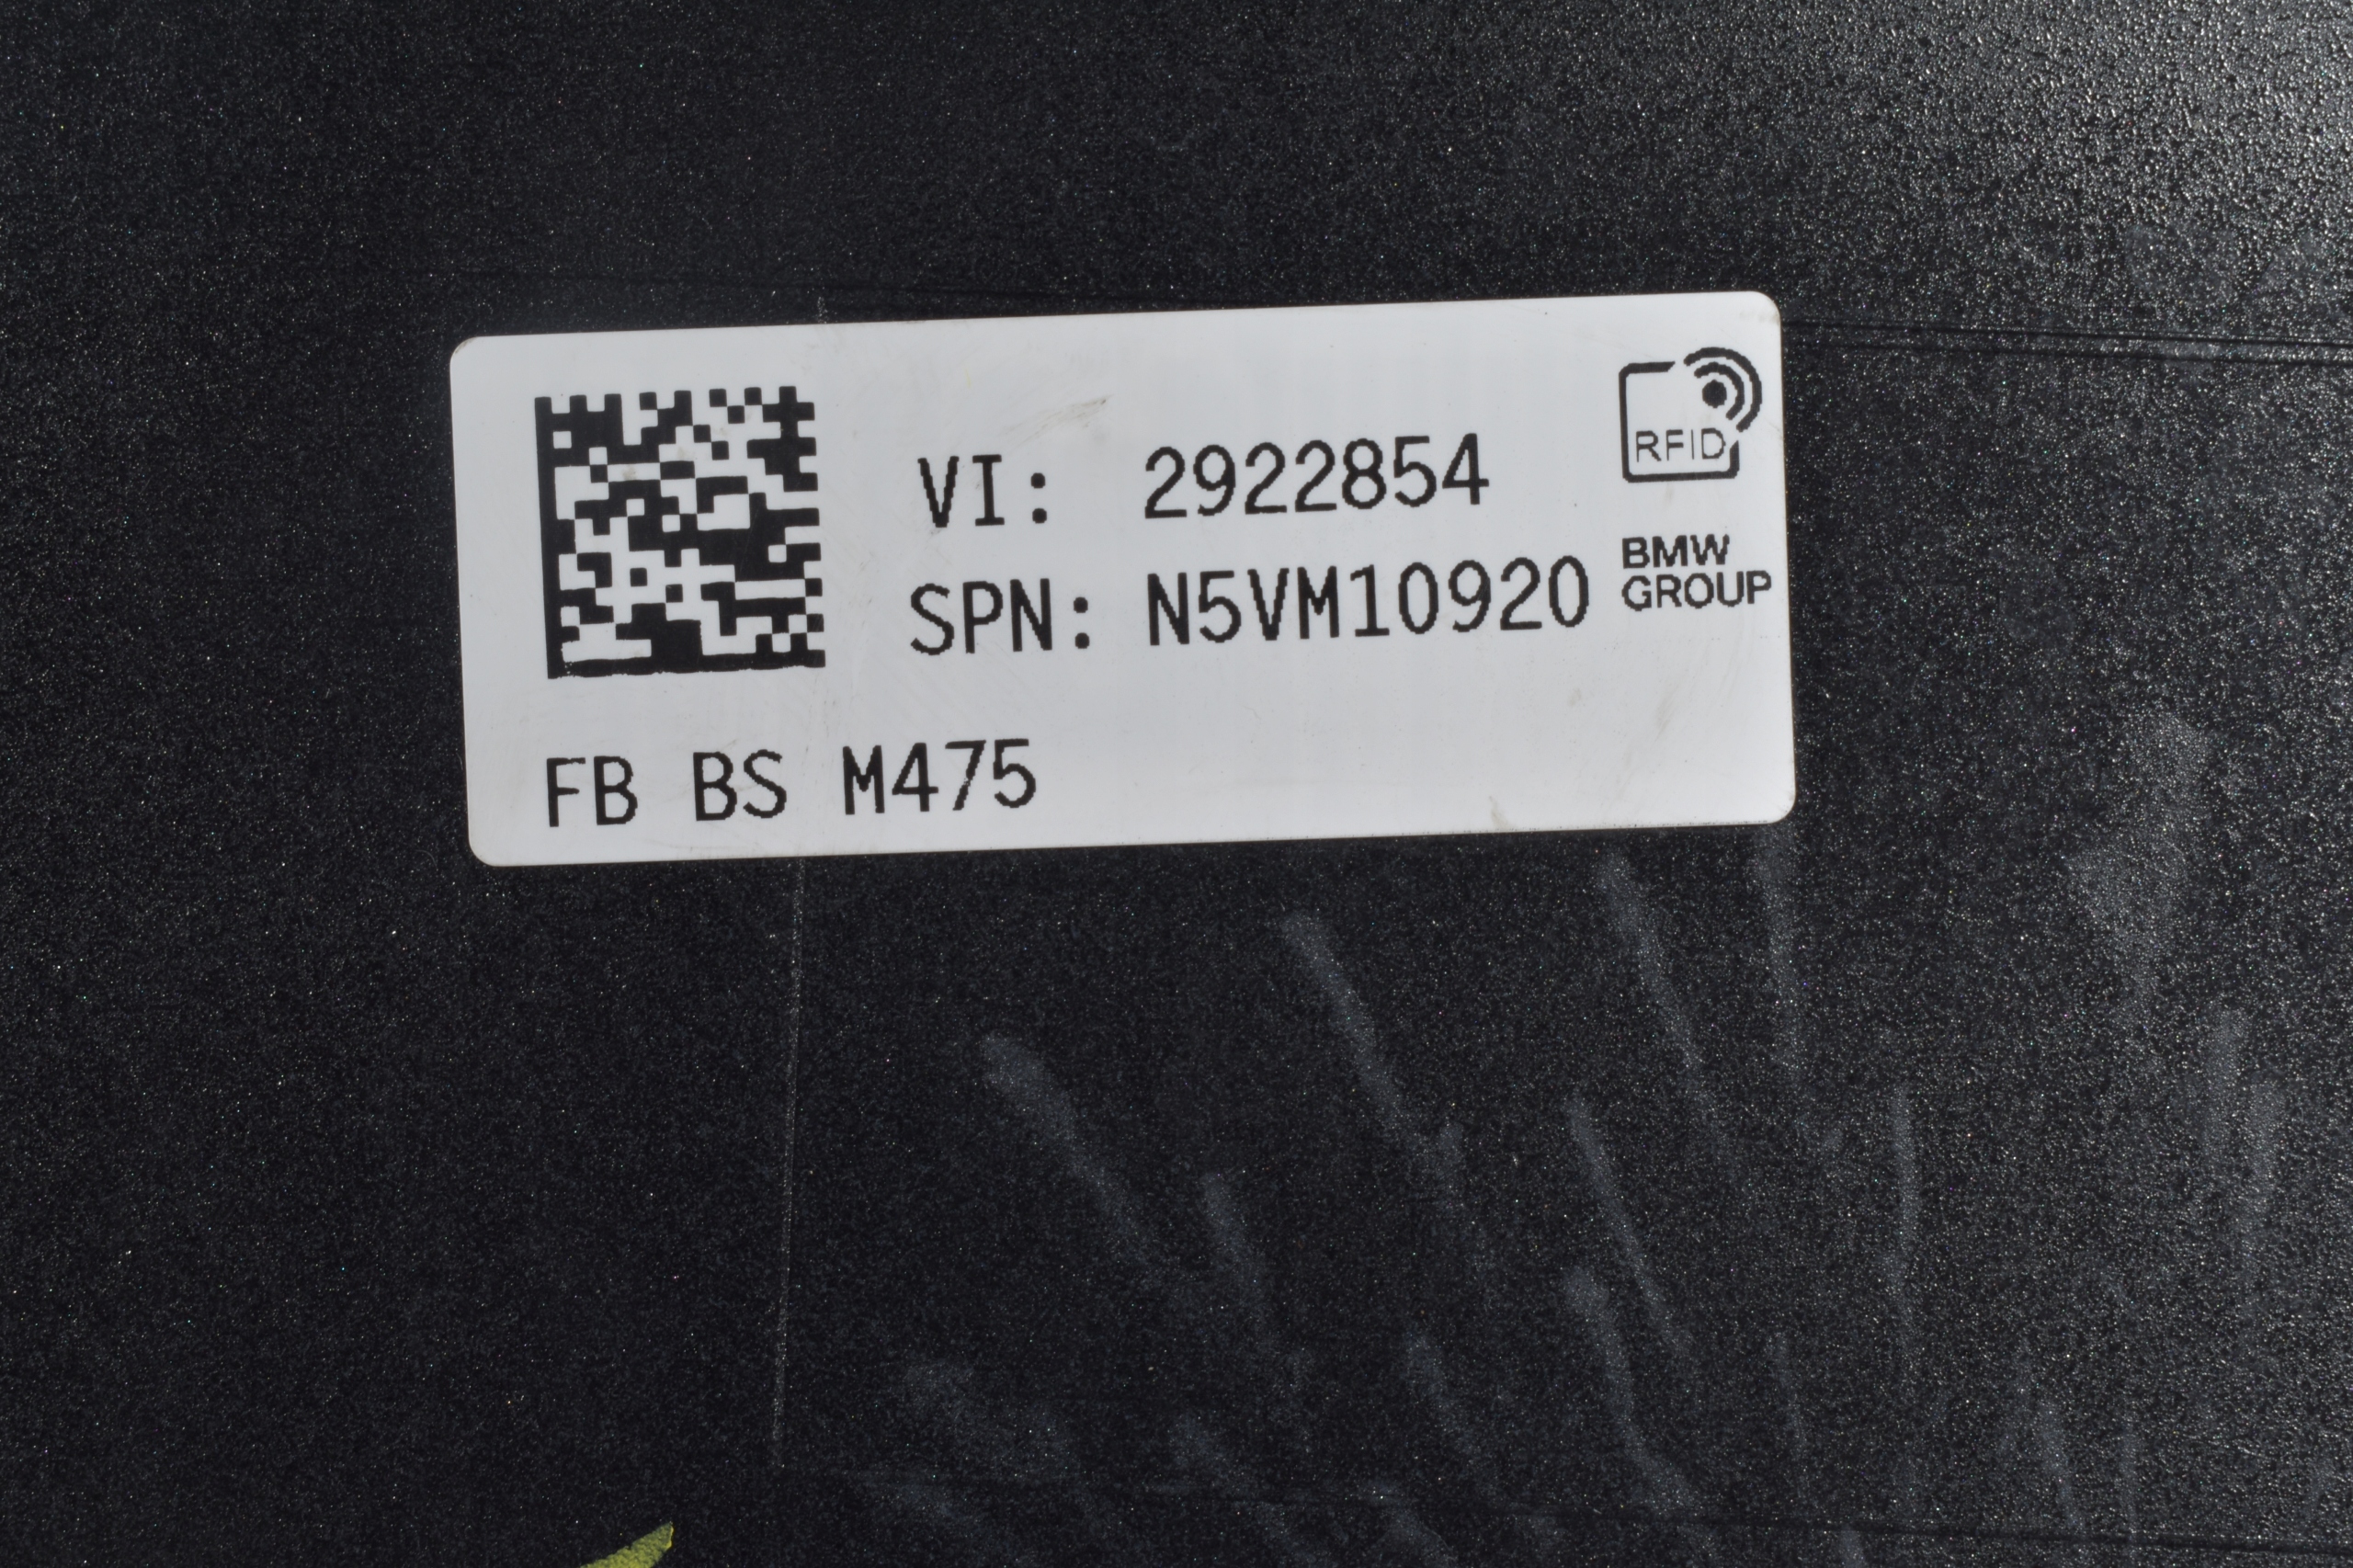 VI: 2922854
SPN: N5VM10920
FB BS M475
RFID
BMW
GROUP